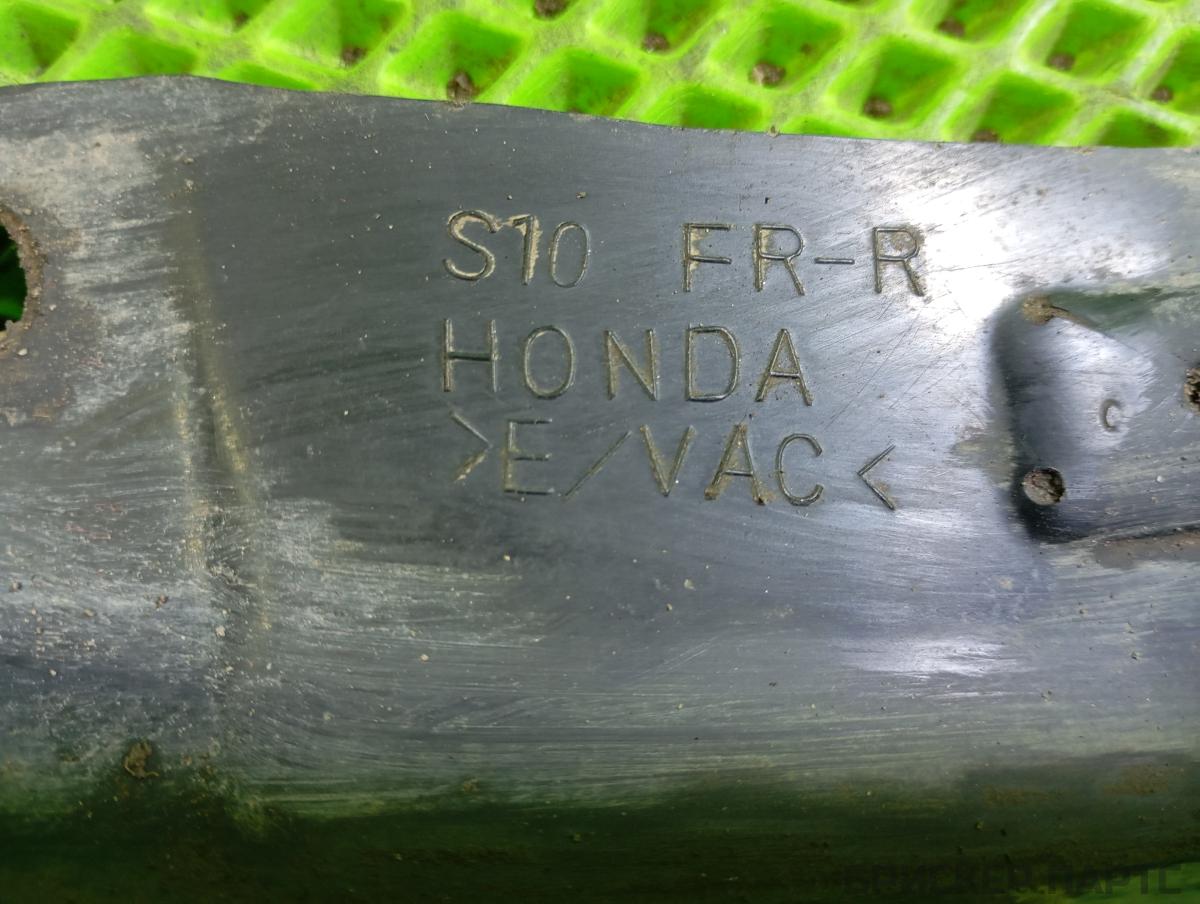 S10 FR-R
HONDA
>E/VAC<
C